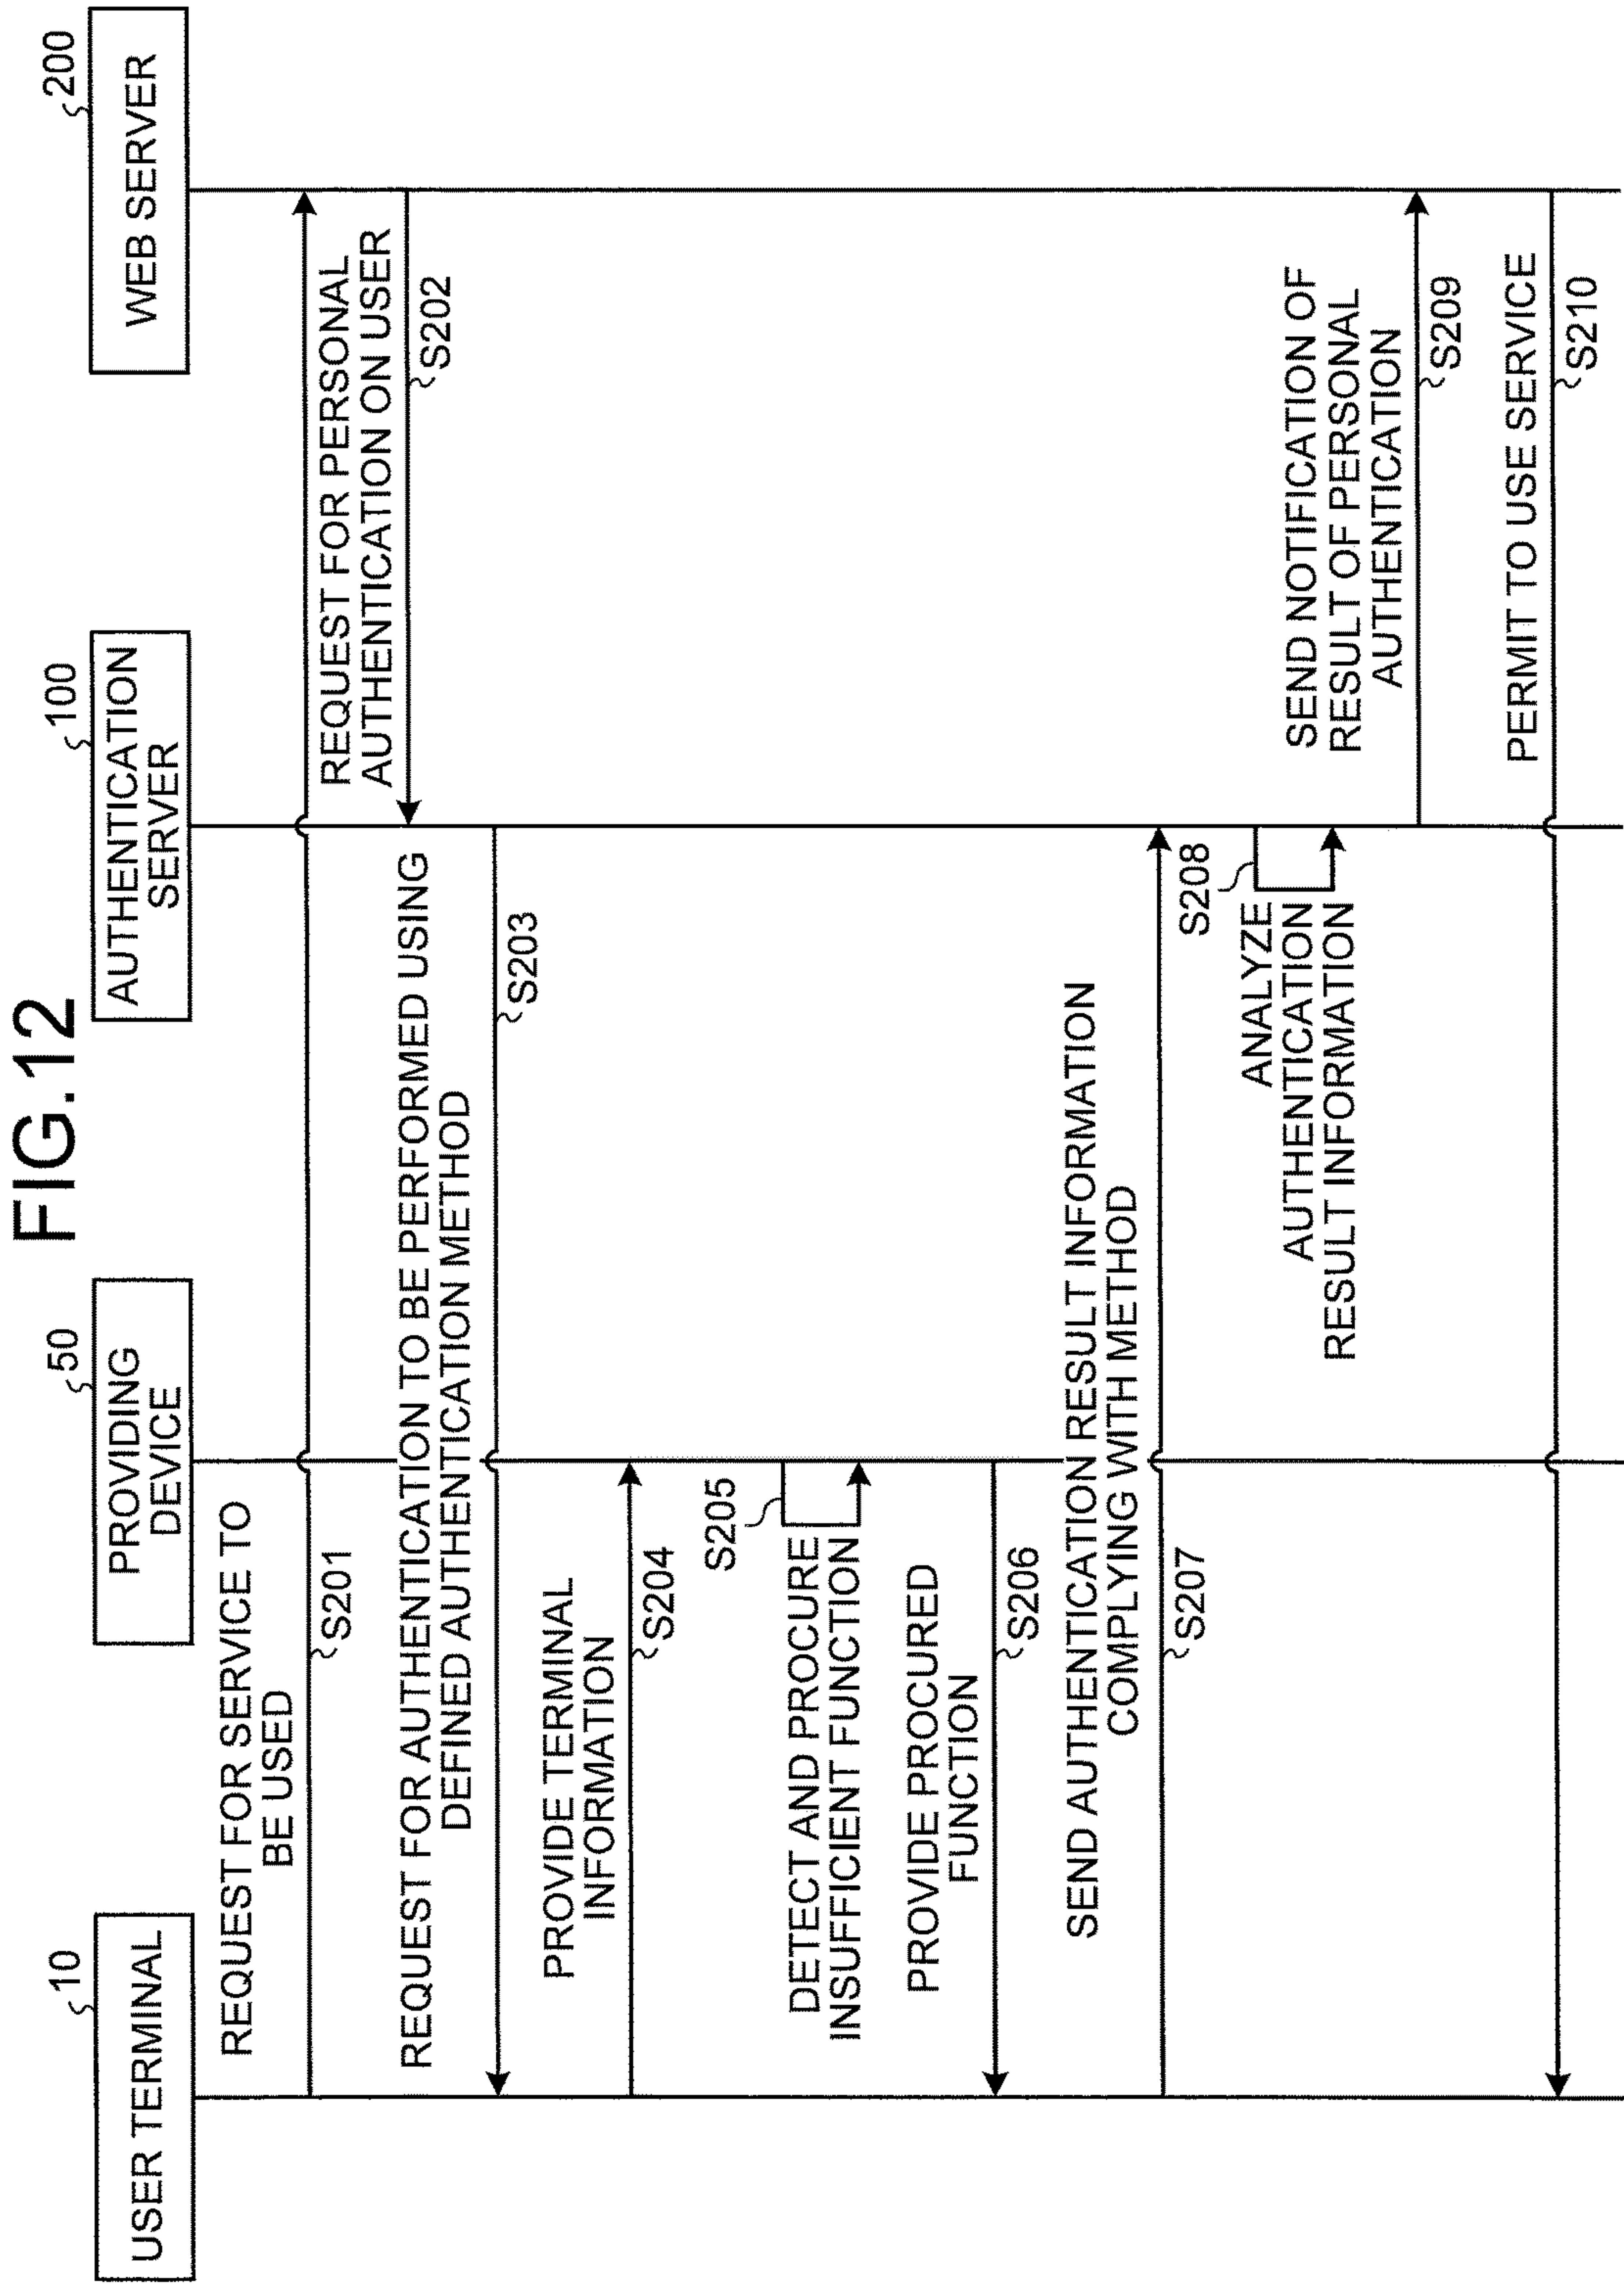 FIG.12
10
USER TERMINAL
50
PROVIDING
DEVICE
100
AUTHENTICATION
SERVER
200
WEB SERVER
REQUEST FOR SERVICE TO
BE USED
S201
REQUEST FOR PERSONAL
AUTHENTICATION ON USER
S202
REQUEST FOR AUTHENTICATION TO BE PERFORMED USING
DEFINED AUTHENTICATION METHOD
S203
PROVIDE TERMINAL
INFORMATION
S204
S205
DETECT AND PROCURE
INSUFFICIENT FUNCTION
PROVIDE PROCURED
FUNCTION
S206
SEND AUTHENTICATION RESULT INFORMATION
COMPLYING WITH METHOD
S207
S208
ANALYZE
AUTHENTICATION
RESULT INFORMATION
SEND NOTIFICATION OF
RESULT OF PERSONAL
AUTHENTICATION
S209
PERMIT TO USE SERVICE
S210